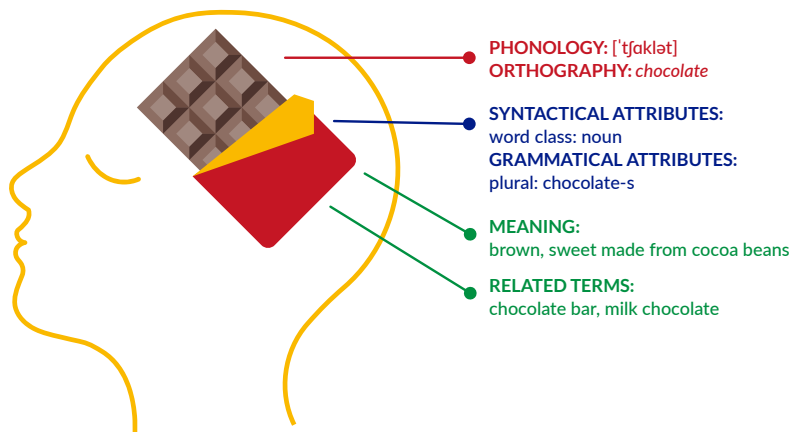 PHONOLOGY: [ˈtʃɑklət]
ORTHOGRAPHY: chocolate
SYNTACTICAL ATTRIBUTES:
word class: noun
GRAMMATICAL ATTRIBUTES:
plural: chocolate-s
MEANING:
brown, sweet made from cocoa beans
RELATED TERMS:
chocolate bar, milk chocolate